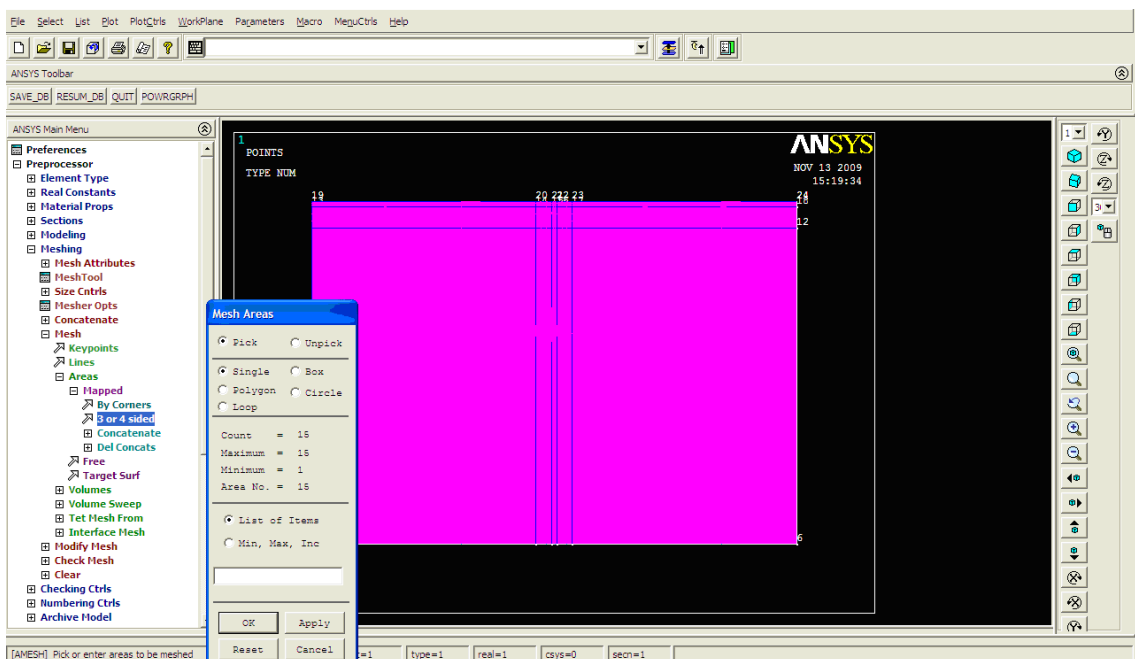 File Select List Plot PlotCtrls WorkPlane Parameters Macro MenuCtrls Help
ANSYS Toolbar
SAVE_DB RESUM_DB QUIT POWRGRPH
ANSYS Main Menu
Preferences
Preprocessor
Element Type
Real Constants
Material Props
Sections
Modeling
Meshing
Mesh Attributes
MeshTool
Size Cntrls
Mesher Opts
Concatenate
Mesh
Keypoints
Lines
Areas
Mapped
By Corners
3 or 4 sided
Concatenate
Del Concats
Free
Target Surf
Volumes
Volume Sweep
Tet Mesh From
Interface Mesh
Modify Mesh
Check Mesh
Clear
Checking Ctrls
Numbering Ctrls
Archive Model
Mesh Areas
Pick Unpick
Single Box
Polygon Circle
Loop
Count = 15
Maximum = 15
Minimum = 1
Area No. = 15
List of Items
Min, Max, Inc
OK Apply
Reset Cancel
1
POINTS
TYPE NUM
ANSYS
NOV 13 2009
15:19:34
19
20
23
24
12
6
1
[AMESH] Pick or enter areas to be meshed
type=1 real=1 csys=0 secn=1